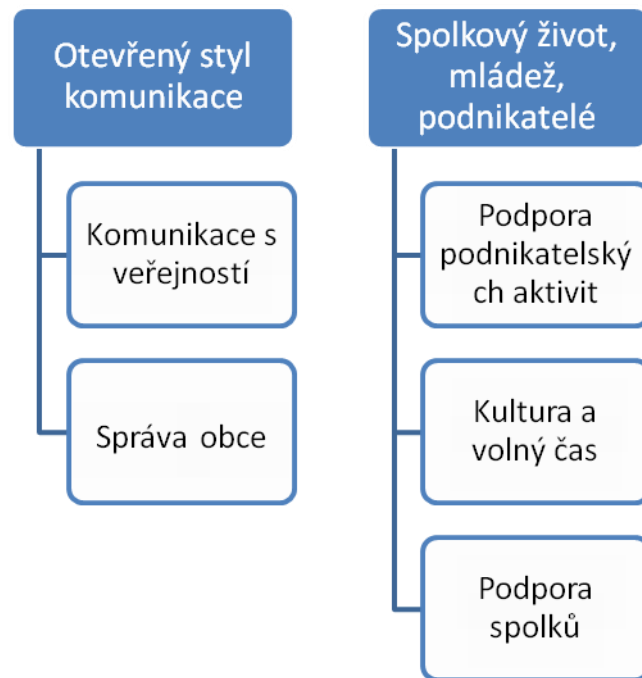 Otevřený styl
komunikace
Komunikace s
veřejností
Správa obce
Spolkový život,
mládež,
podnikatelé
Podpora
podnikatelský
ch aktivit
Kultura a
volný čas
Podpora
spolků